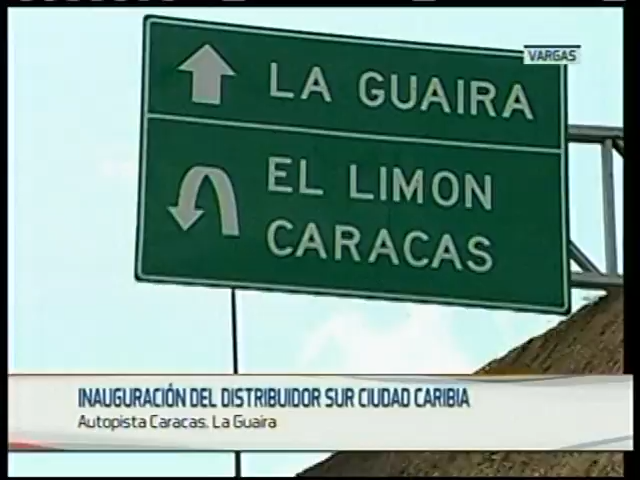 VARGAS
LA GUAIRA
EL LIMON
CARACAS
INAUGURACIÓN DEL DISTRIBUIDOR SUR CIUDAD CARIBIA
Autopista Caracas. La Guaira